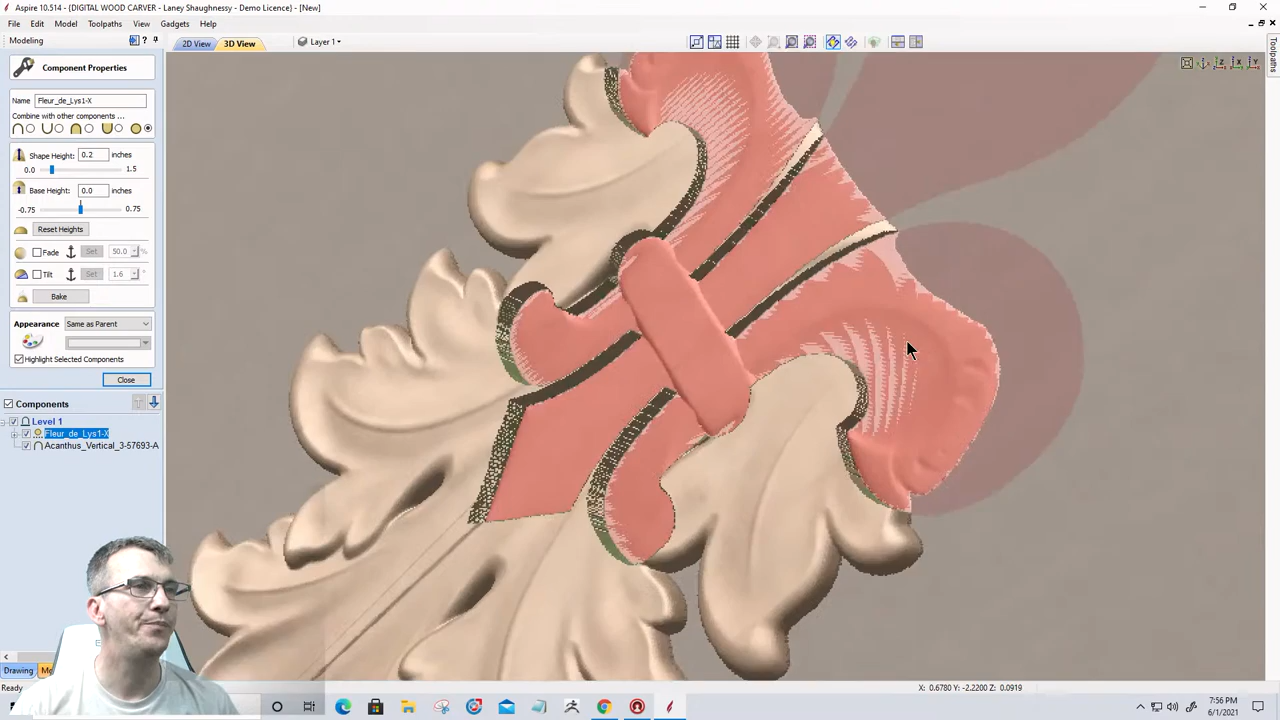 Aspire 10.514 - {DIGITAL WOOD CARVER - Laney Shaughnessy - Demo Licence} - [New]
File Edit Model Toolpaths View Gadgets Help
Modeling
2D View 3D View Layer 1
Component Properties
Name Fleur_de_Lys1-X
Combine with other components ...
Shape Height: 0.2 inches
0.0 1.5
Base Height: 0.0 inches
-0.75 0.75
Reset Heights
Fade Set 50.0 %
Tilt Set 1.6 °
Bake
Appearance Same as Parent
Highlight Selected Components
Close
Components
Level 1
Fleur_de_Lys1-X
Acanthus_Vertical_3-57693-A
Toolpaths
Drawing
Ready
X: 0.6780 Y: -2.2200 Z: 0.0919
7:56 PM
6/1/2021